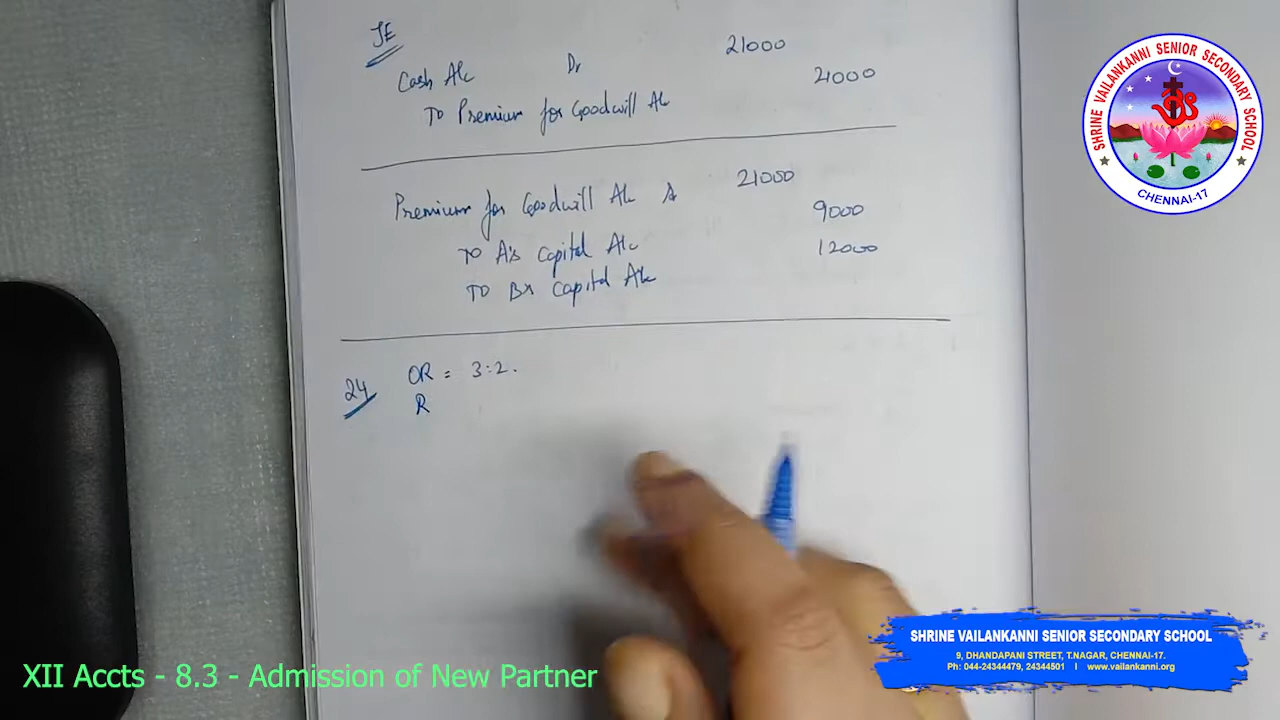 JE
Cash A/c Dr 21000
To Premium for Goodwill A/c 21000
Premium for Goodwill A/c Dr 21000
To A's Capital A/c 9000
To B's Capital A/c 12000
24 OR = 3:2.
R
SHRINE VAILANKANNI SENIOR SECONDARY SCHOOL
CHENNAI-17
SHRINE VAILANKANNI SENIOR SECONDARY SCHOOL
9, DHANDAPANI STREET, T.NAGAR, CHENNAI-17.
Ph: 044-24344479, 24344501 I www.vailankanni.org
XII Accts - 8.3 - Admission of New Partner